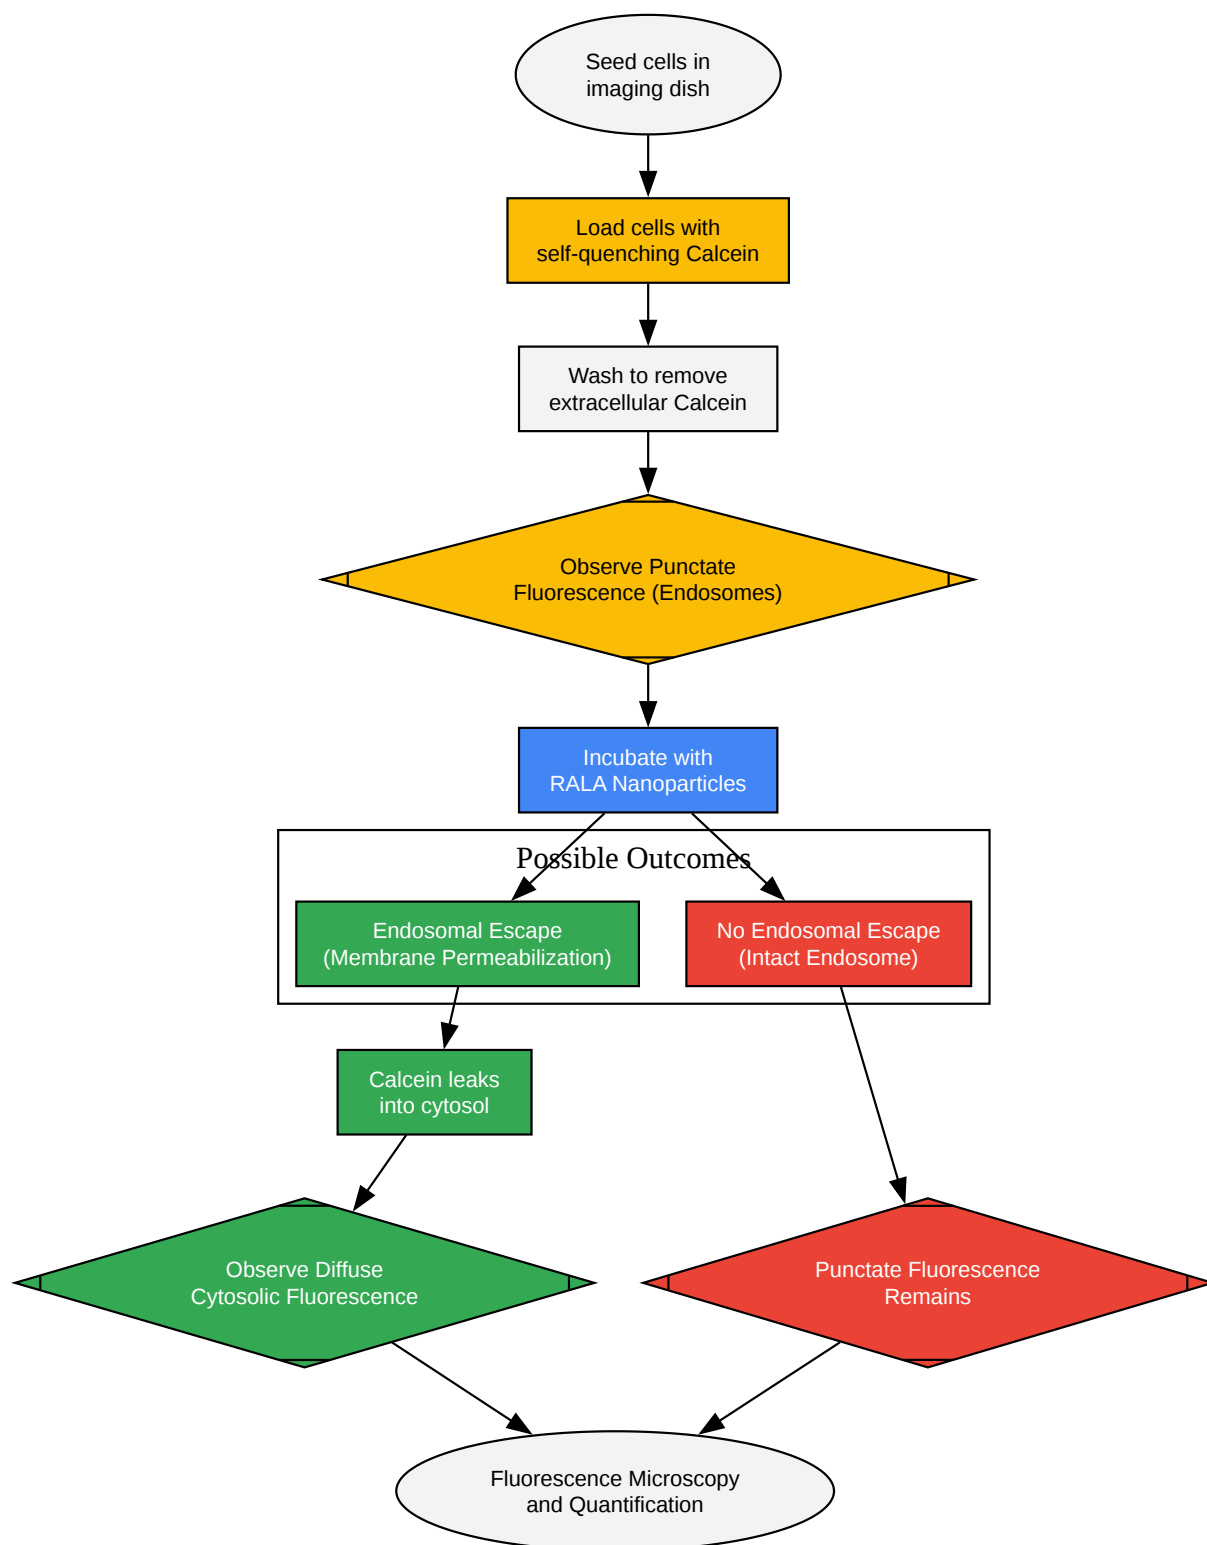 Seed cells in
imaging dish
Load cells with
self-quenching Calcein
Wash to remove
extracellular Calcein
Observe Punctate
Fluorescence (Endosomes)
Incubate with
RALA Nanoparticles
Possible Outcomes
Endosomal Escape
(Membrane Permeabilization)
No Endosomal Escape
(Intact Endosome)
Calcein leaks
into cytosol
Observe Diffuse
Cytosolic Fluorescence
Punctate Fluorescence
Remains
Fluorescence Microscopy
and Quantification